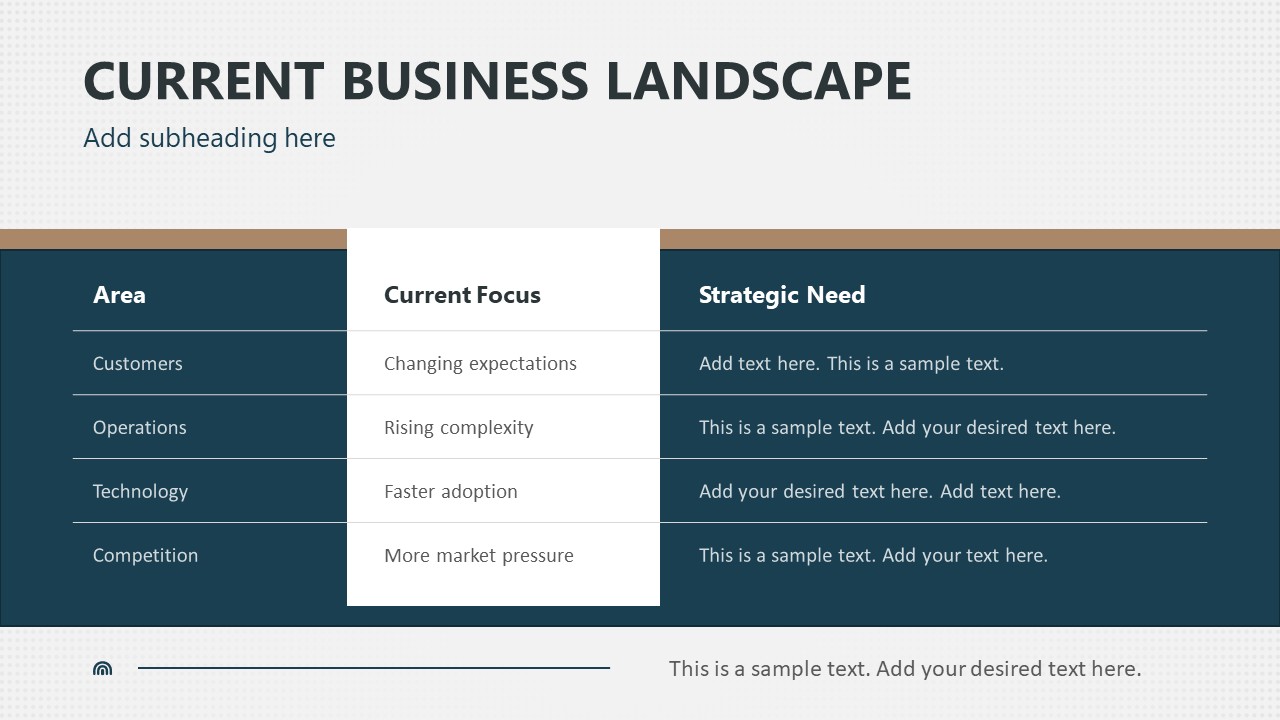 CURRENT BUSINESS LANDSCAPE
Add subheading here
Area Current Focus Strategic Need
Customers Changing expectations Add text here. This is a sample text.
Operations Rising complexity This is a sample text. Add your desired text here.
Technology Faster adoption Add your desired text here. Add text here.
Competition More market pressure This is a sample text. Add your text here.
This is a sample text. Add your desired text here.